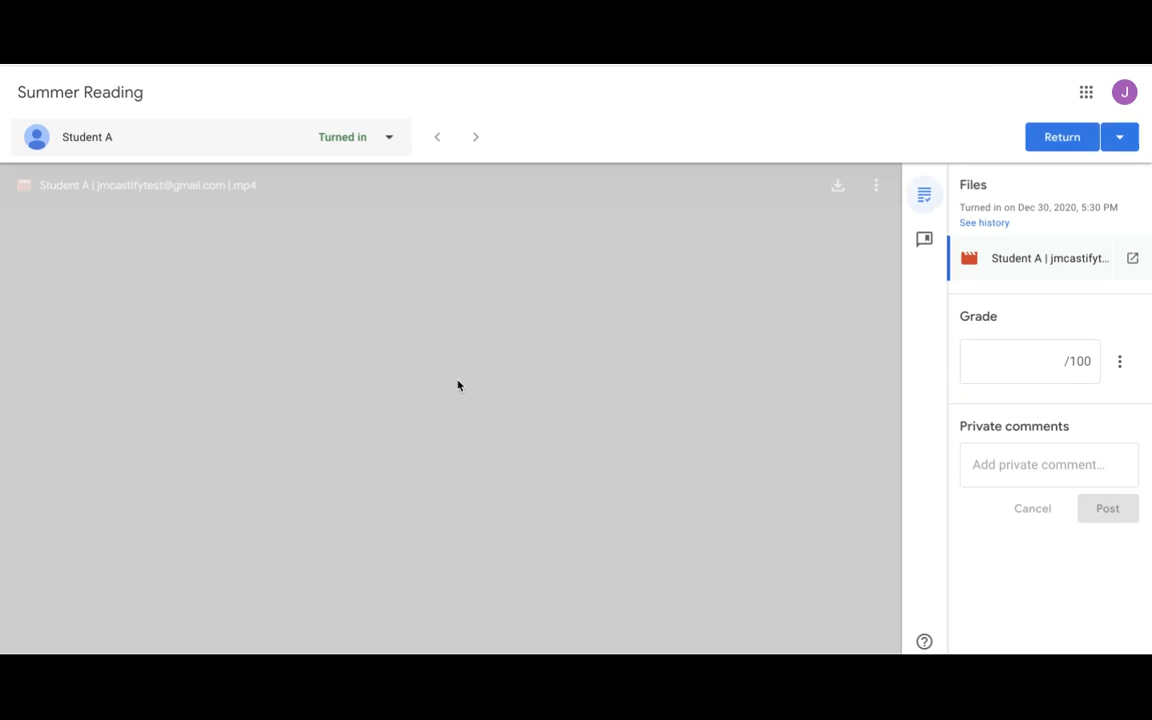 Summer Reading
J
Student A
Turned in
Return
Student A | jmcastifytest@gmail.com |.mp4
Files
Turned in on Dec 30, 2020, 5:30 PM
See history
Student A | jmcastifyt...
Grade
/100
Private comments
Add private comment...
Cancel
Post